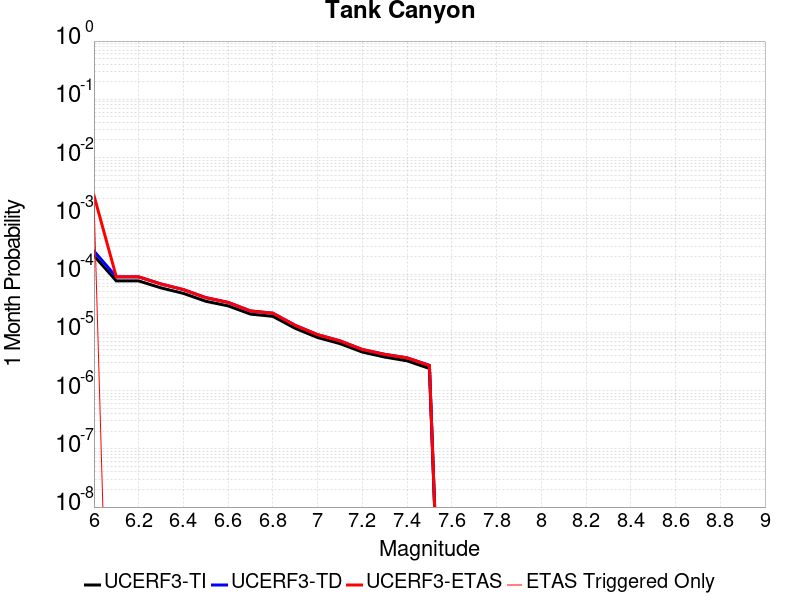 Tank Canyon
10^0
10^-1
10^-2
10^-3
10^-4
10^-5
10^-6
10^-7
10^-8
1 Month Probability
6 6.2 6.4 6.6 6.8 7 7.2 7.4 7.6 7.8 8 8.2 8.4 8.6 8.8 9
Magnitude
UCERF3-TI UCERF3-TD UCERF3-ETAS ETAS Triggered Only